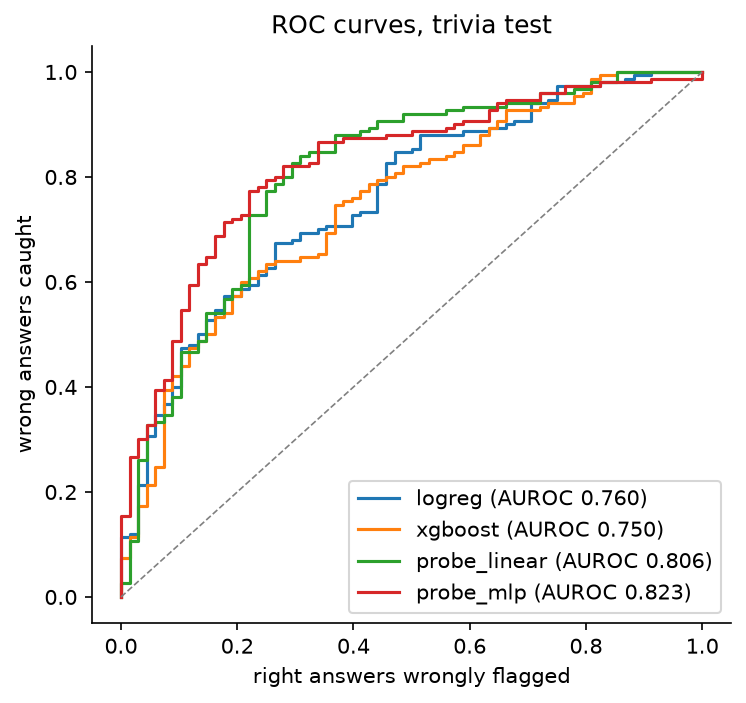 ROC curves, trivia test
wrong answers caught
1.0
0.8
0.6
0.4
0.2
0.0
logreg (AUROC 0.760)
xgboost (AUROC 0.750)
probe_linear (AUROC 0.806)
probe_mlp (AUROC 0.823)
0.0 0.2 0.4 0.6 0.8 1.0
right answers wrongly flagged